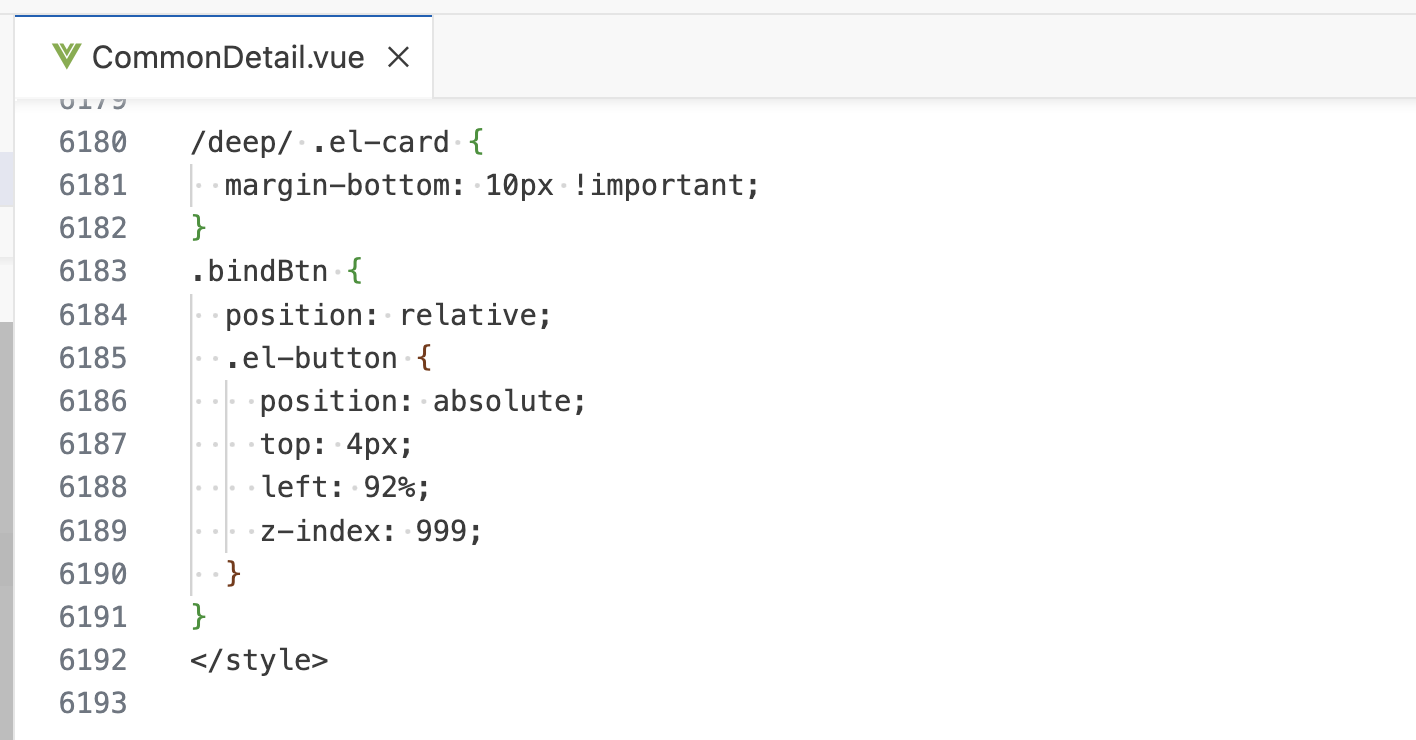 CommonDetail.vue
6179
6180 /deep/ .el-card {
6181 margin-bottom: 10px !important;
6182 }
6183 .bindBtn {
6184 position: relative;
6185 .el-button {
6186 position: absolute;
6187 top: 4px;
6188 left: 92%;
6189 z-index: 999;
6190 }
6191 }
6192 </style>
6193